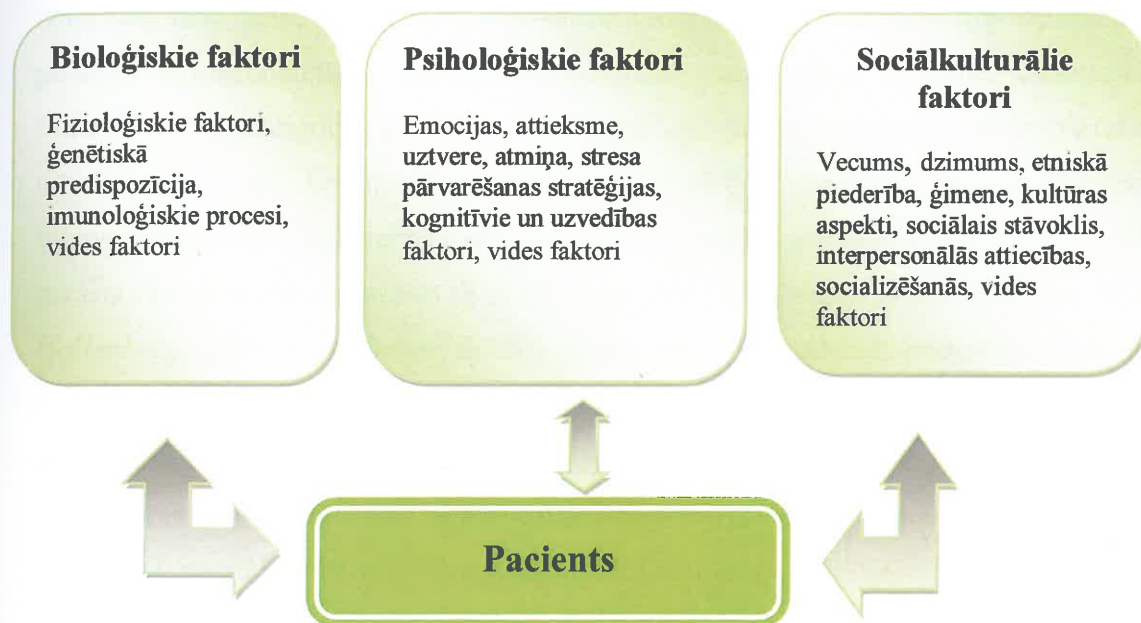 Bioloģiskie faktori
Fizioloģiskie faktori,
ģenētiskā
predispozīcija,
imunoloģiskie procesi,
vides faktori
Psiholoģiskie faktori
Emocijas, attieksme,
uztvere, atmiņa, stresa
pārvarēšanas stratēģijas,
kognitīvie un uzvedības
faktori, vides faktori
Sociālkulturālie
faktori
Vecums, dzimums, etniskā
piederība, ģimene, kultūras
aspekti, sociālais stāvoklis,
interpersonālās attiecības,
socializēšanās, vides
faktori
Pacients